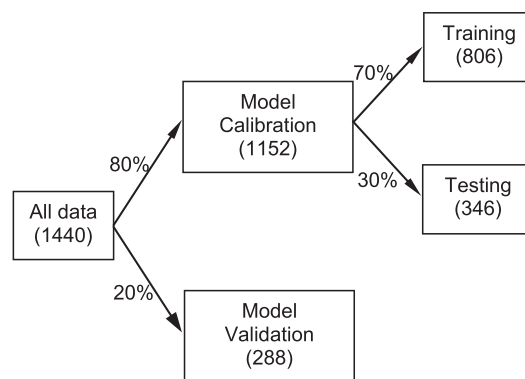 All data
(1440)
80%
20%
Model
Calibration
(1152)
70%
30%
Training
(806)
Testing
(346)
Model
Validation
(288)